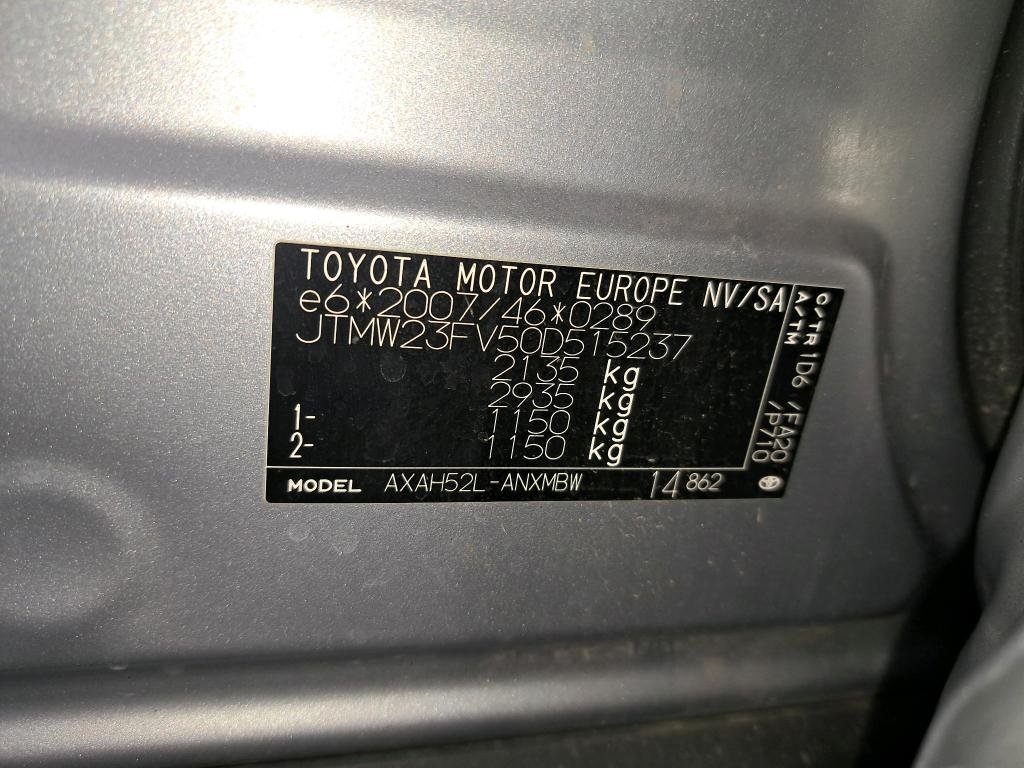 TOYOTA MOTOR EUROPE NV/SA
e6*2007/46*0289
JTMW23FV50D515237
2135 kg
2935 kg
1- 1150 kg
2- 1150 kg
MODEL AXAH52L-ANXMBW 14 862
C/TR 1D6 /FA20
A/TM /P710